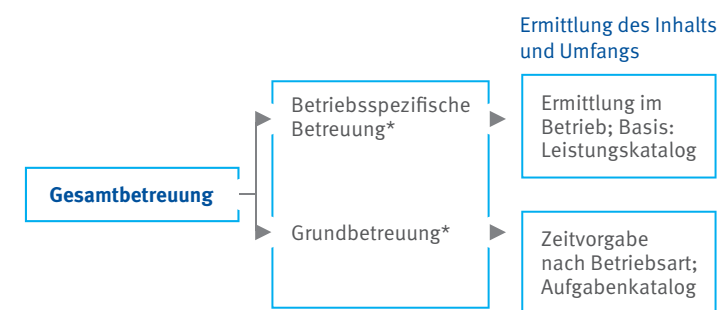 Ermittlung des Inhalts
und Umfangs
Betriebsspezifische
Betreuung*
Ermittlung im
Betrieb; Basis:
Leistungskatalog
Gesamtbetreuung
Grundbetreuung*
Zeitvorgabe
nach Betriebsart;
Aufgabenkatalog